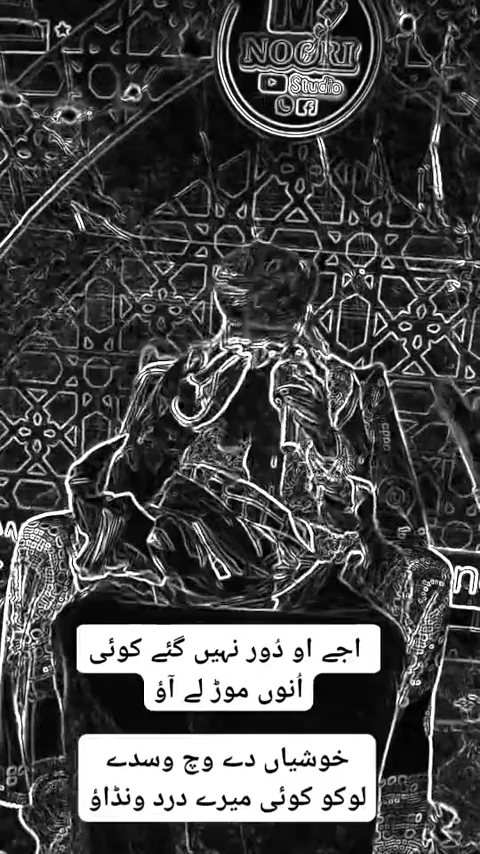 NOORI
Studio
اجے او دُور نہیں گئے کوئی
اُنوں موڑ لے آؤ
خوشیاں دے وچ وسدے
لوکو کوئی میرے درد ونڈاؤ